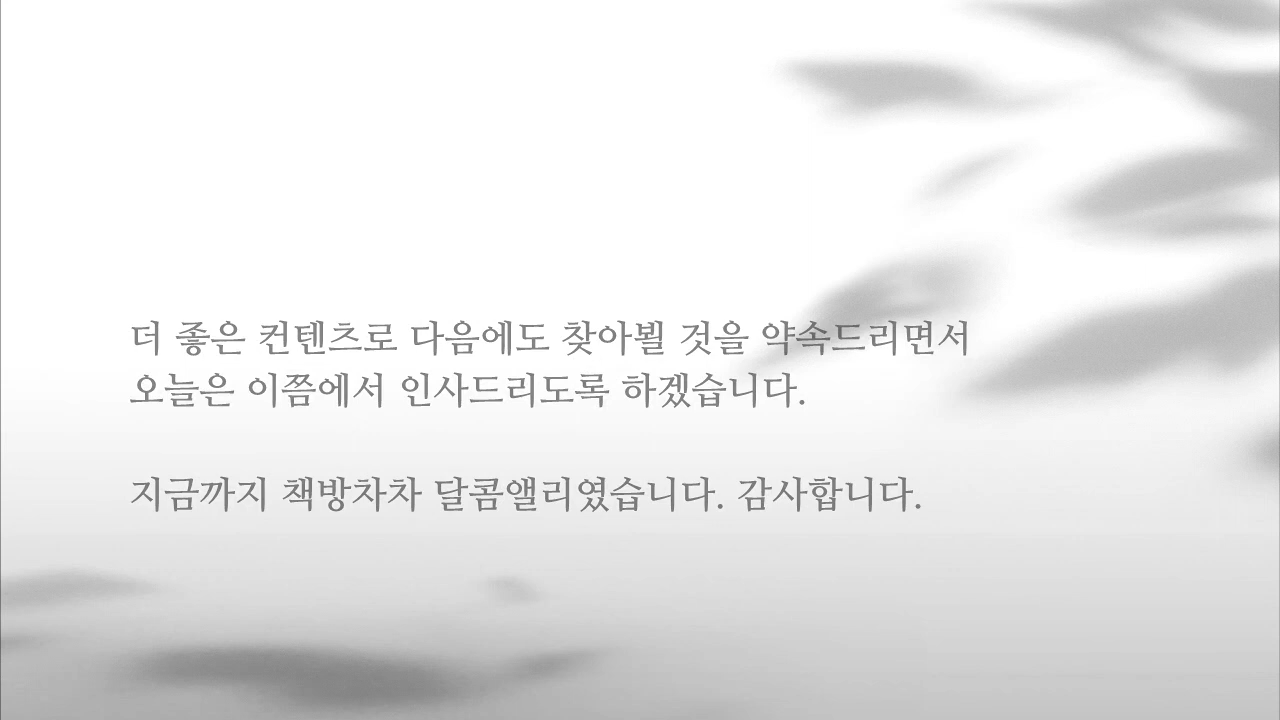 더 좋은 컨텐츠로 다음에도 찾아뵐 것을 약속드리면서
오늘은 이쯤에서 인사드리도록 하겠습니다.
지금까지 책방차차 달콤앨리였습니다. 감사합니다.